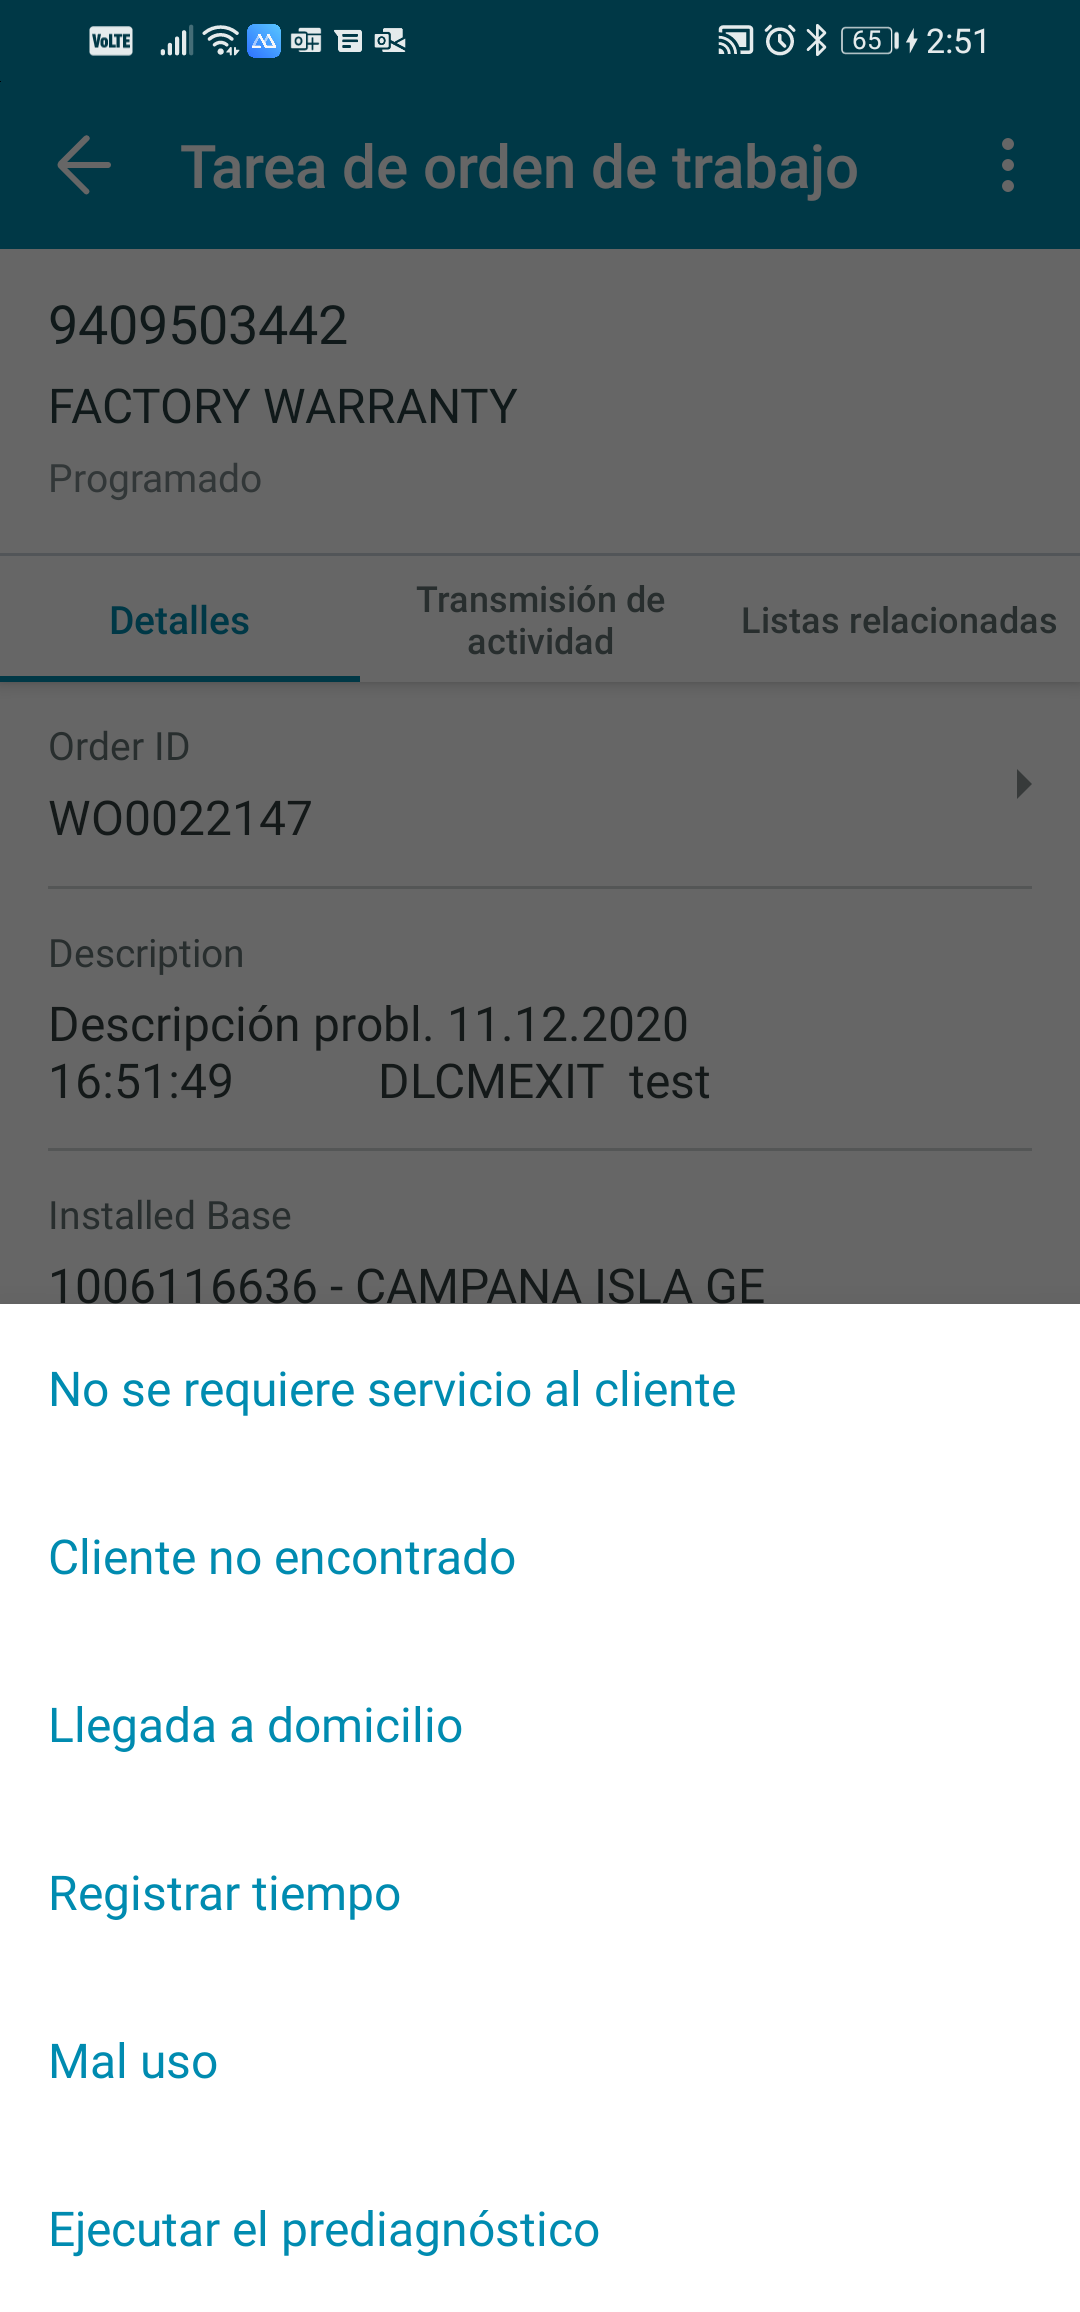 VoLTE 65 2:51
Tarea de orden de trabajo
9409503442
FACTORY WARRANTY
Programado
Detalles
Transmisión de
actividad
Listas relacionadas
Order ID
WO0022147
Description
Descripción probl. 11.12.2020
16:51:49 DLCMEXIT test
Installed Base
1006116636 - CAMPANA ISLA GE
No se requiere servicio al cliente
Cliente no encontrado
Llegada a domicilio
Registrar tiempo
Mal uso
Ejecutar el prediagnóstico